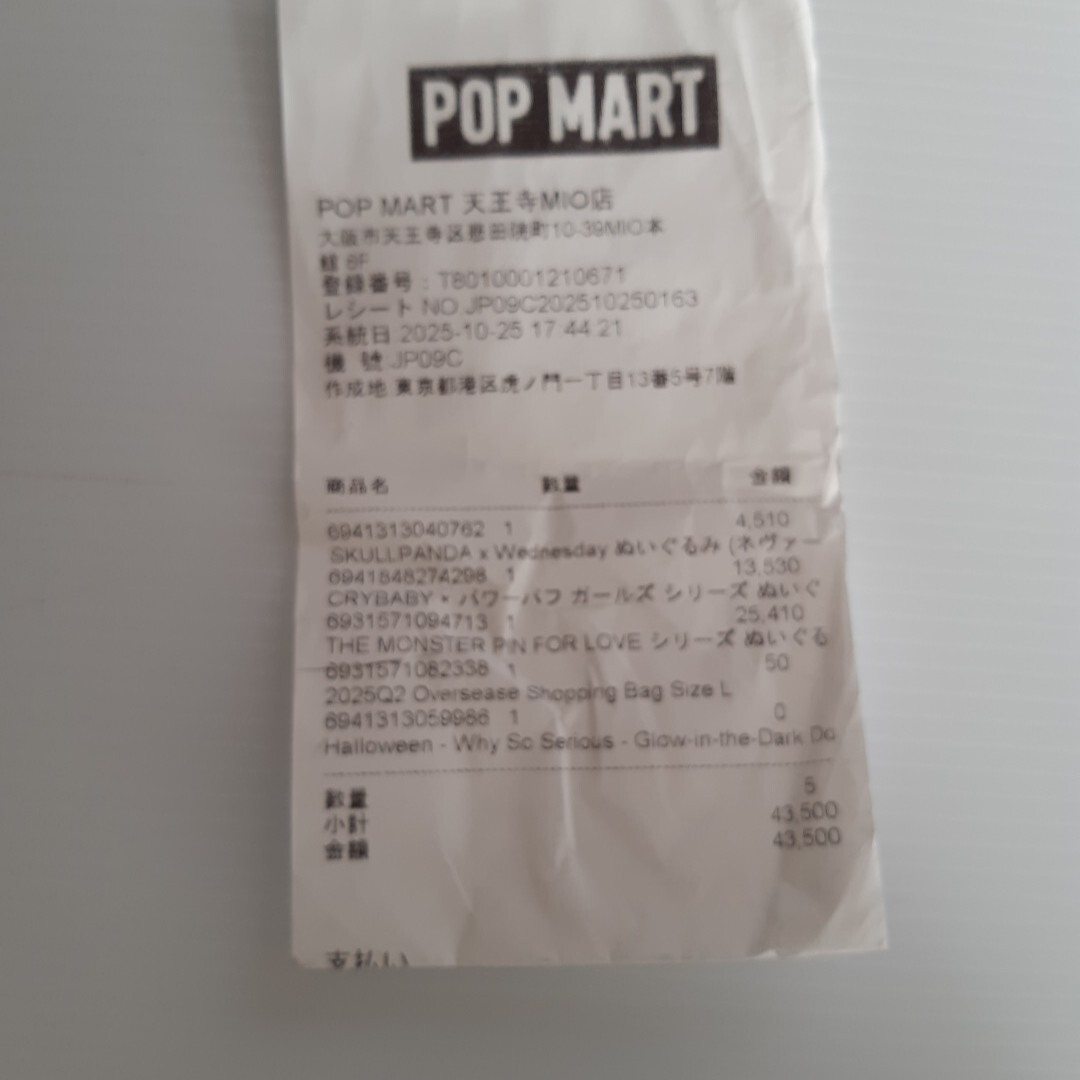 POP MART
POP MART 天王寺MIO店
大阪市天王寺区悲田院町10-39MIO本
館 6F
登録番号 : T8010001210671
レシート NO JP09C202510250163
系統日 2025-10-25 17:44:21
機 號 JP09C
作成地 東京都港区虎ノ門一丁目13番5号7階
商品名 數量 金額
6941313040762 1 4,510
SKULLPANDA x Wednesday ぬいぐるみ (ネヴァー
6941848274298 1 13,530
CRYBABY × パワーパフ ガールズ シリーズ ぬいぐ
6931571094713 1 25,410
THE MONSTER PIN FOR LOVE シリーズ ぬいぐる
6931571082338 1 50
2025Q2 Oversease Shopping Bag Size L
6941313059986 1 0
Halloween - Why So Serious - Glow-in-the-Dark Do
數量 5
小計 43,500
金額 43,500
支払い